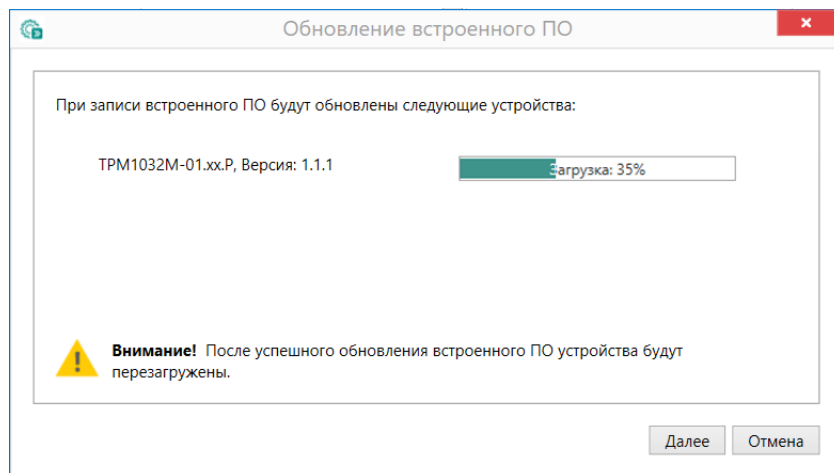 Обновление встроенного ПО
При записи встроенного ПО будут обновлены следующие устройства:
ТРМ1032М-01.хх.Р, Версия: 1.1.1
Загрузка: 35%
Внимание! После успешного обновления встроенного ПО устройства будут
перезагружены.
Далее
Отмена